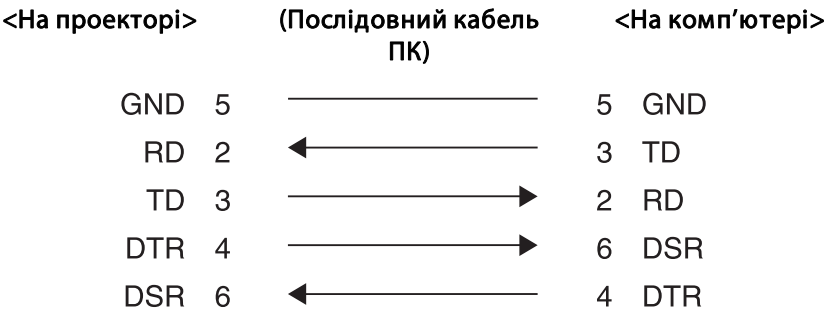 <На проекторі> (Послідовний кабель ПК) <На комп’ютері>
GND 5 5 GND
RD 2 3 TD
TD 3 2 RD
DTR 4 6 DSR
DSR 6 4 DTR